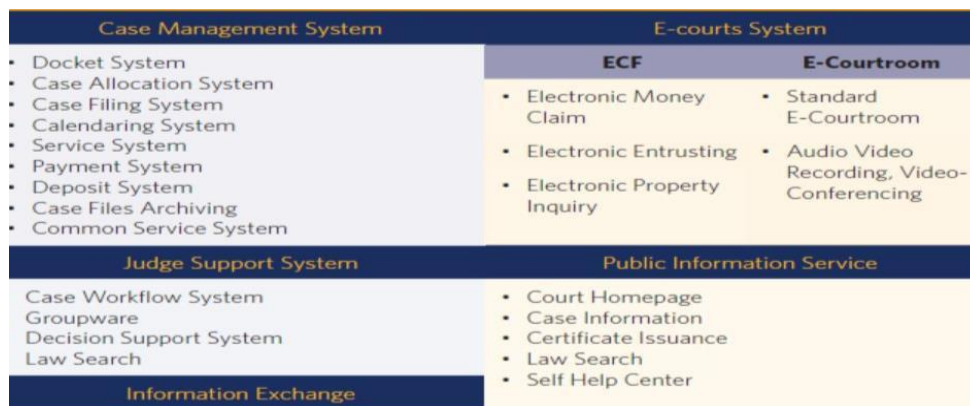 Case Management System
• Docket System
• Case Allocation System
• Case Filing System
• Calendaring System
• Service System
• Payment System
• Deposit System
• Case Files Archiving
• Common Service System
E-courts System
ECF
• Electronic Money
Claim
• Electronic Entrusting
• Electronic Property
Inquiry
E-Courtroom
• Standard
E-Courtroom
• Audio Video
Recording, Video-
Conferencing
Judge Support System
Case Workflow System
Groupware
Decision Support System
Law Search
Public Information Service
• Court Homepage
• Case Information
• Certificate Issuance
• Law Search
• Self Help Center
Information Exchange